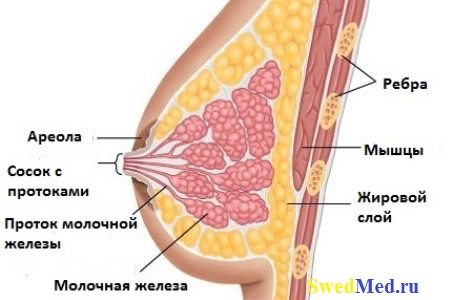 Ребра
Ареола
Мышцы
Сосок с
протоками
Жировой
слой
Проток молочной
железы
Молочная железа
SwedMed.ru